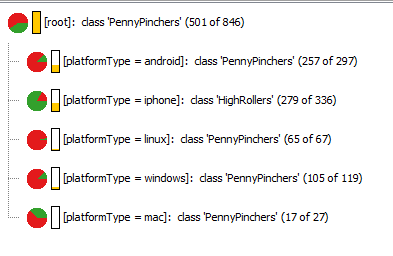 [root]: class 'PennyPinchers' (501 of 846)
[platformType = android]: class 'PennyPinchers' (257 of 297)
[platformType = iphone]: class 'HighRollers' (279 of 336)
[platformType = linux]: class 'PennyPinchers' (65 of 67)
[platformType = windows]: class 'PennyPinchers' (105 of 119)
[platformType = mac]: class 'PennyPinchers' (17 of 27)